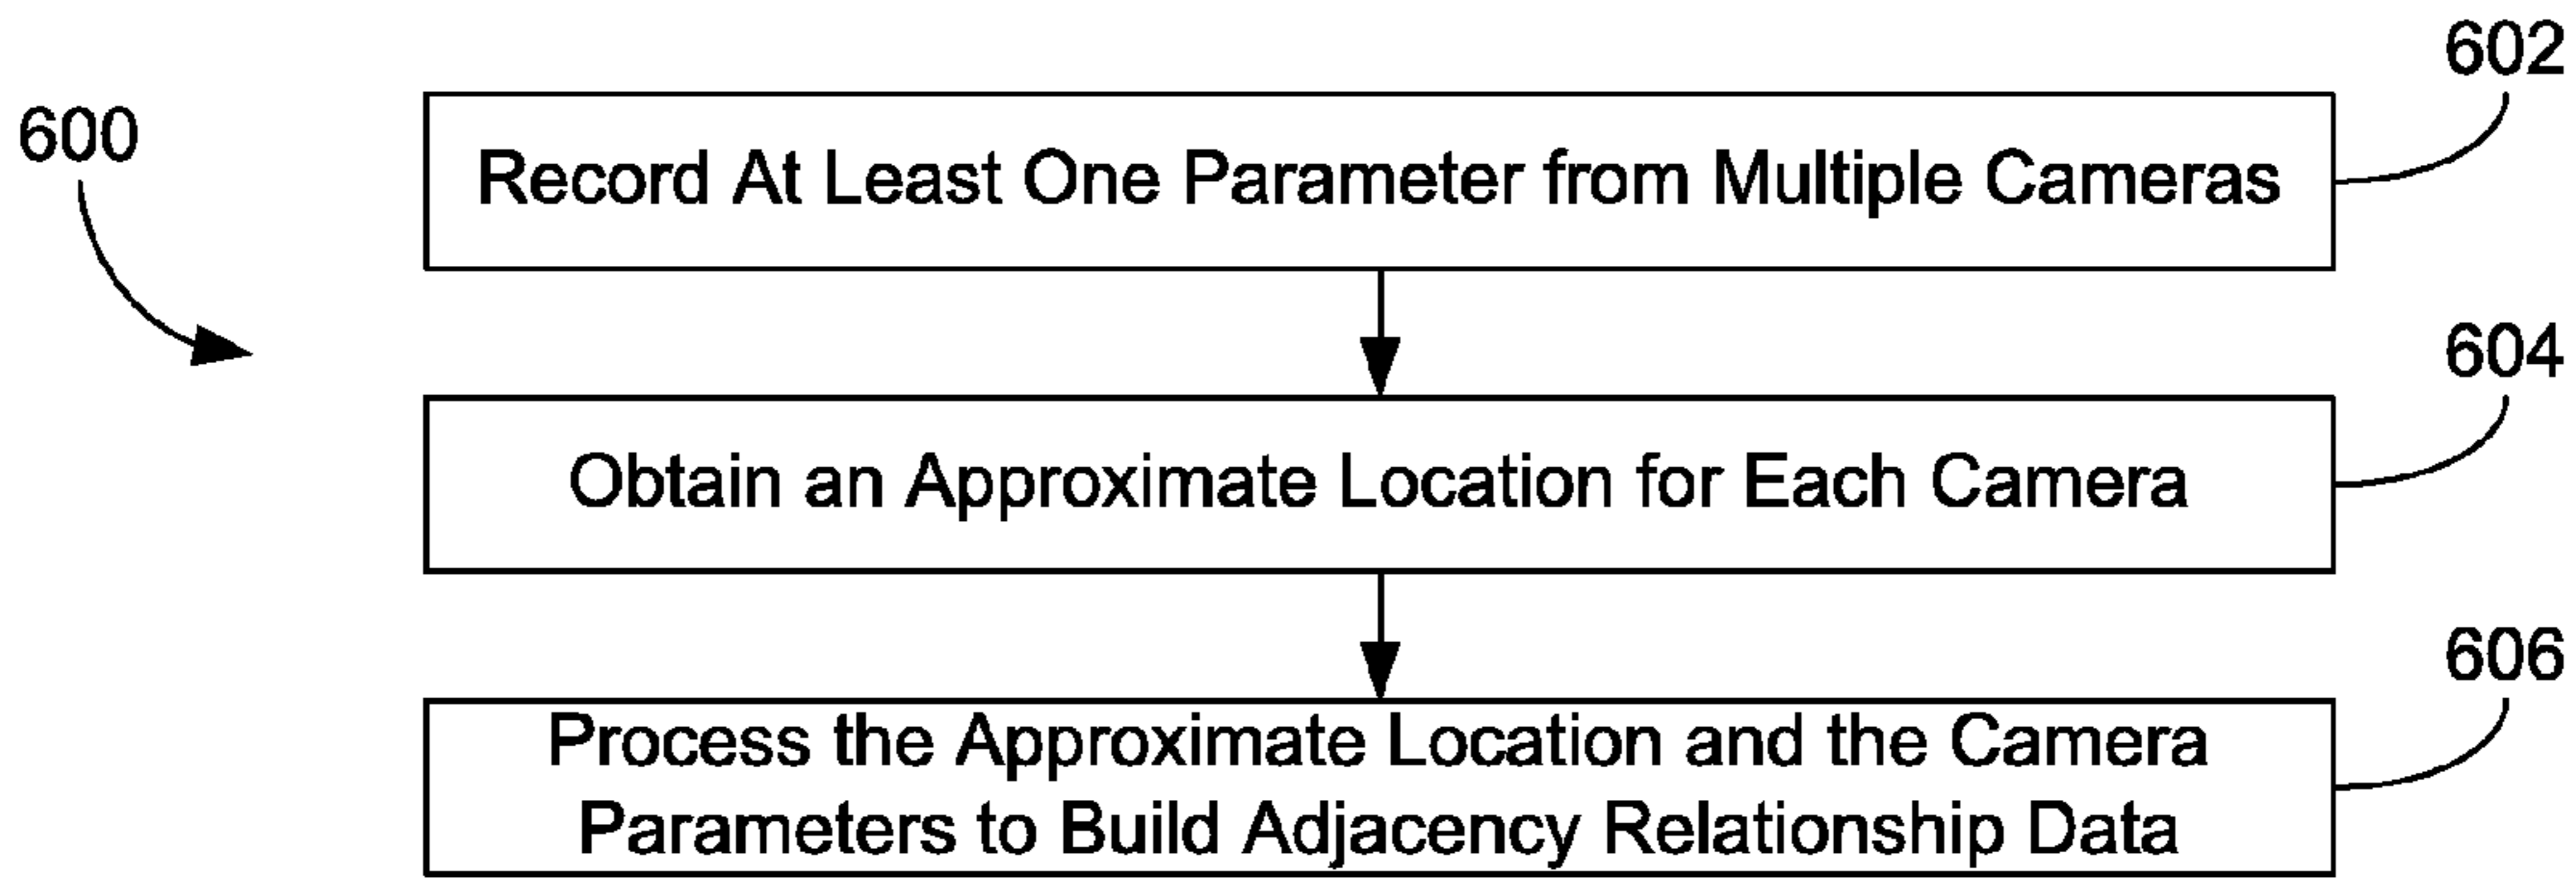 602
600
Record At Least One Parameter from Multiple Cameras
604
Obtain an Approximate Location for Each Camera
606
Process the Approximate Location and the Camera
Parameters to Build Adjacency Relationship Data